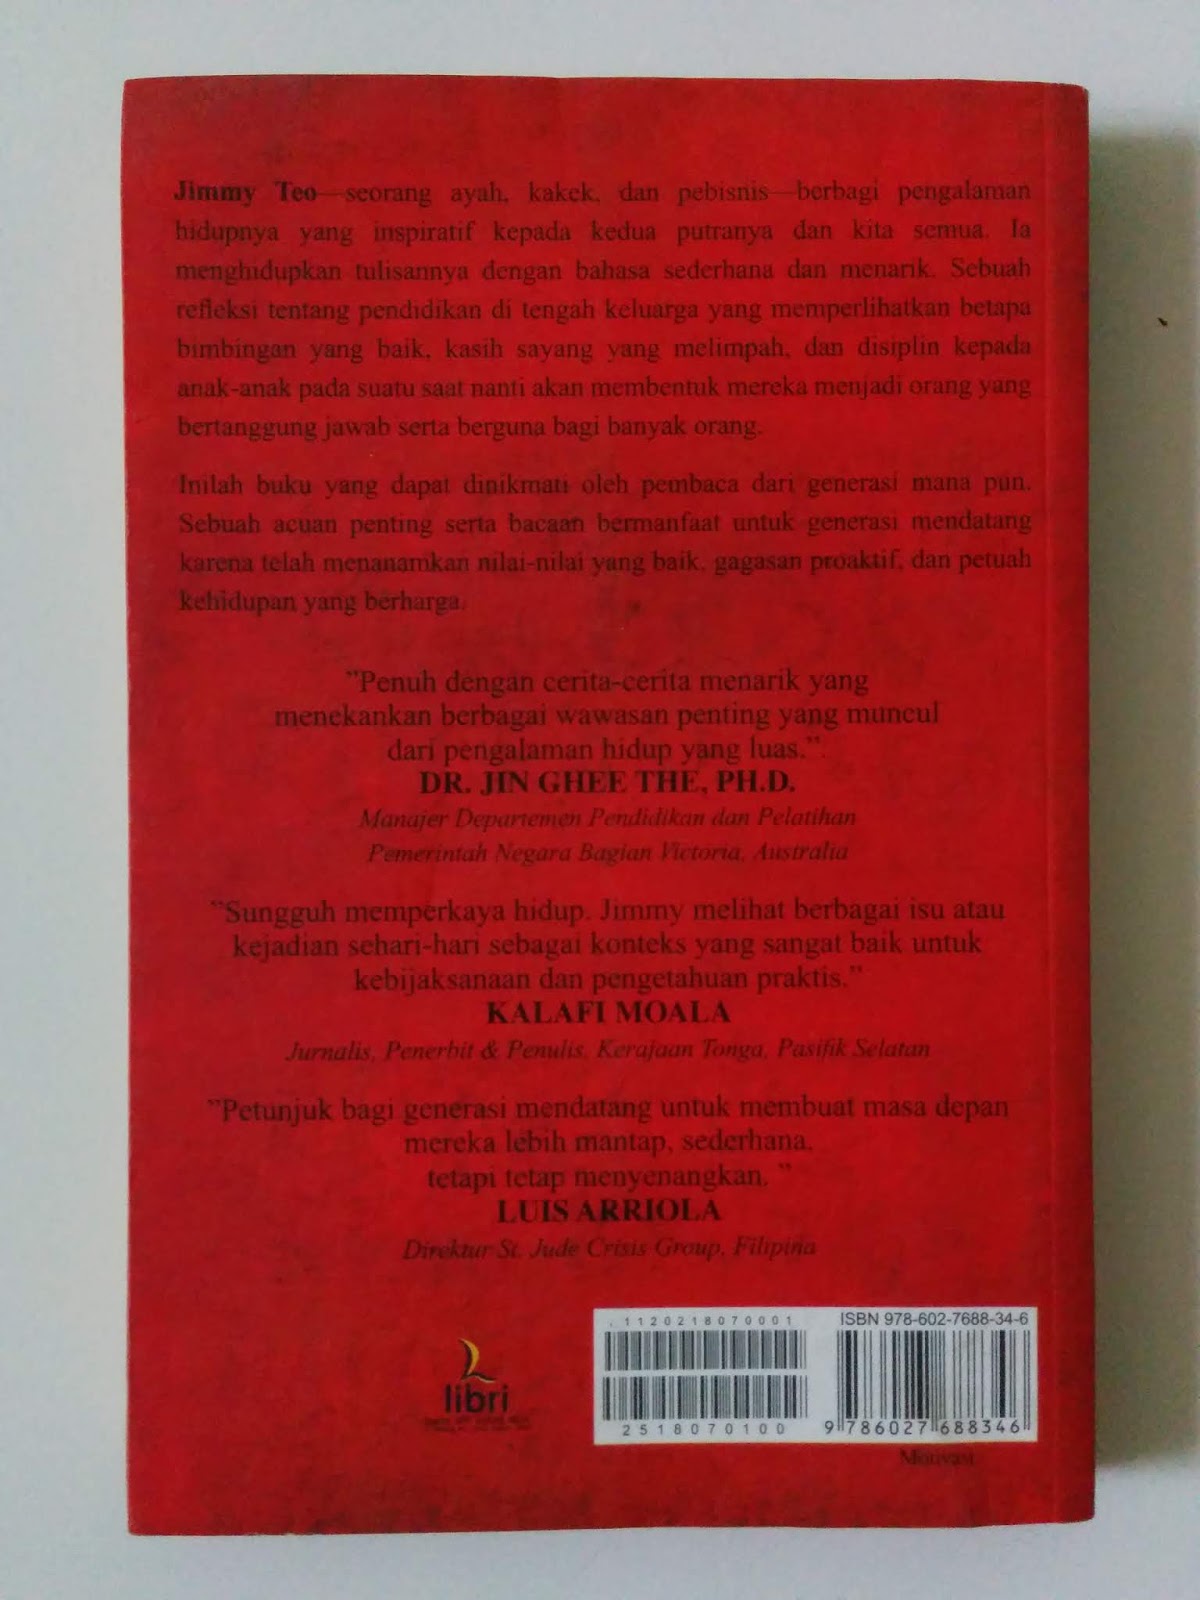 Jimmy Teo—seorang ayah, kakek, dan pebisnis—berbagi pengalaman
hidupnya yang inspiratif kepada kedua putranya dan kita semua. Ia
menghidupkan tulisannya dengan bahasa sederhana dan menarik. Sebuah
refleksi tentang pendidikan di tengah keluarga yang memperlihatkan betapa
bimbingan yang baik, kasih sayang yang melimpah, dan disiplin kepada
anak-anak pada suatu saat nanti akan membentuk mereka menjadi orang yang
bertanggung jawab serta berguna bagi banyak orang.
Inilah buku yang dapat dinikmati oleh pembaca dari generasi mana pun.
Sebuah acuan penting serta bacaan bermanfaat untuk generasi mendatang
karena telah menanamkan nilai-nilai yang baik, gagasan proaktif, dan petuah
kehidupan yang berharga.
”Penuh dengan cerita-cerita menarik yang
menekankan berbagai wawasan penting yang muncul
dari pengalaman hidup yang luas.”.
DR. JIN GHEE THE, PH.D.
Manajer Departemen Pendidikan dan Pelatihan
Pemerintah Negara Bagian Victoria, Australia
”Sungguh memperkaya hidup. Jimmy melihat berbagai isu atau
kejadian sehari-hari sebagai konteks yang sangat baik untuk
kebijaksanaan dan pengetahuan praktis.”
KALAFI MOALA
Jurnalis, Penerbit & Penulis, Kerajaan Tonga, Pasifik Selatan
”Petunjuk bagi generasi mendatang untuk membuat masa depan
mereka lebih mantap, sederhana,
tetapi tetap menyenangkan. ”
LUIS ARRIOLA
Direktur St. Jude Crisis Group, Filipina
libri
.1120218070001
2518070100
ISBN 978-602-7688-34-6
9 786027 688346
Motivasi